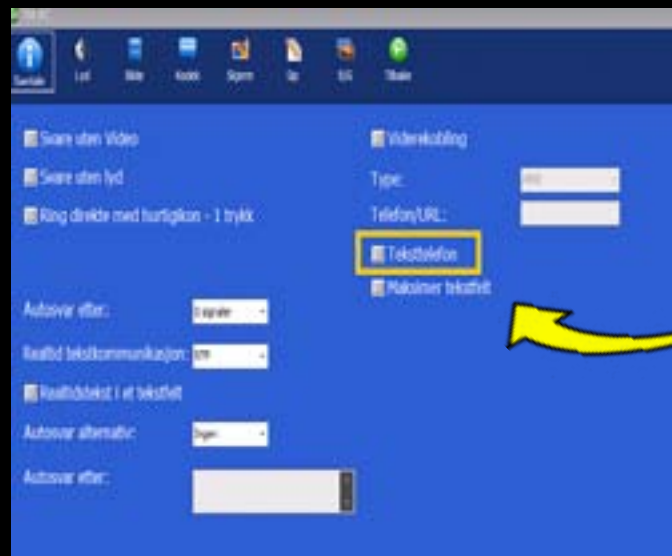 Samtale Lyd Bilde Kodek Skjerm Sip Tilbake
Svare uten Video
Svare uten lyd
Ring direkte med hurtigikon - 1 trykk
Viderekobling
Type:
Telefon/URL:
Teksttelefon
Maksimer tekstfelt
Autosvar etter:
Realtid tekstkommunikasjon:
Realtidstekst i et tekstfelt
Autosvar alternativ: Ingen
Autosvar etter: